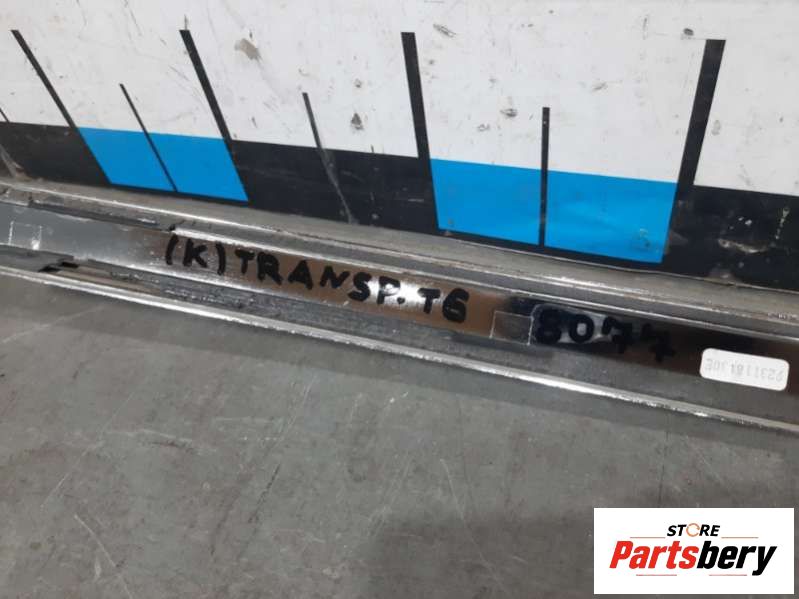 (K) TRANSP. T6 8077
STORE
Partsbery